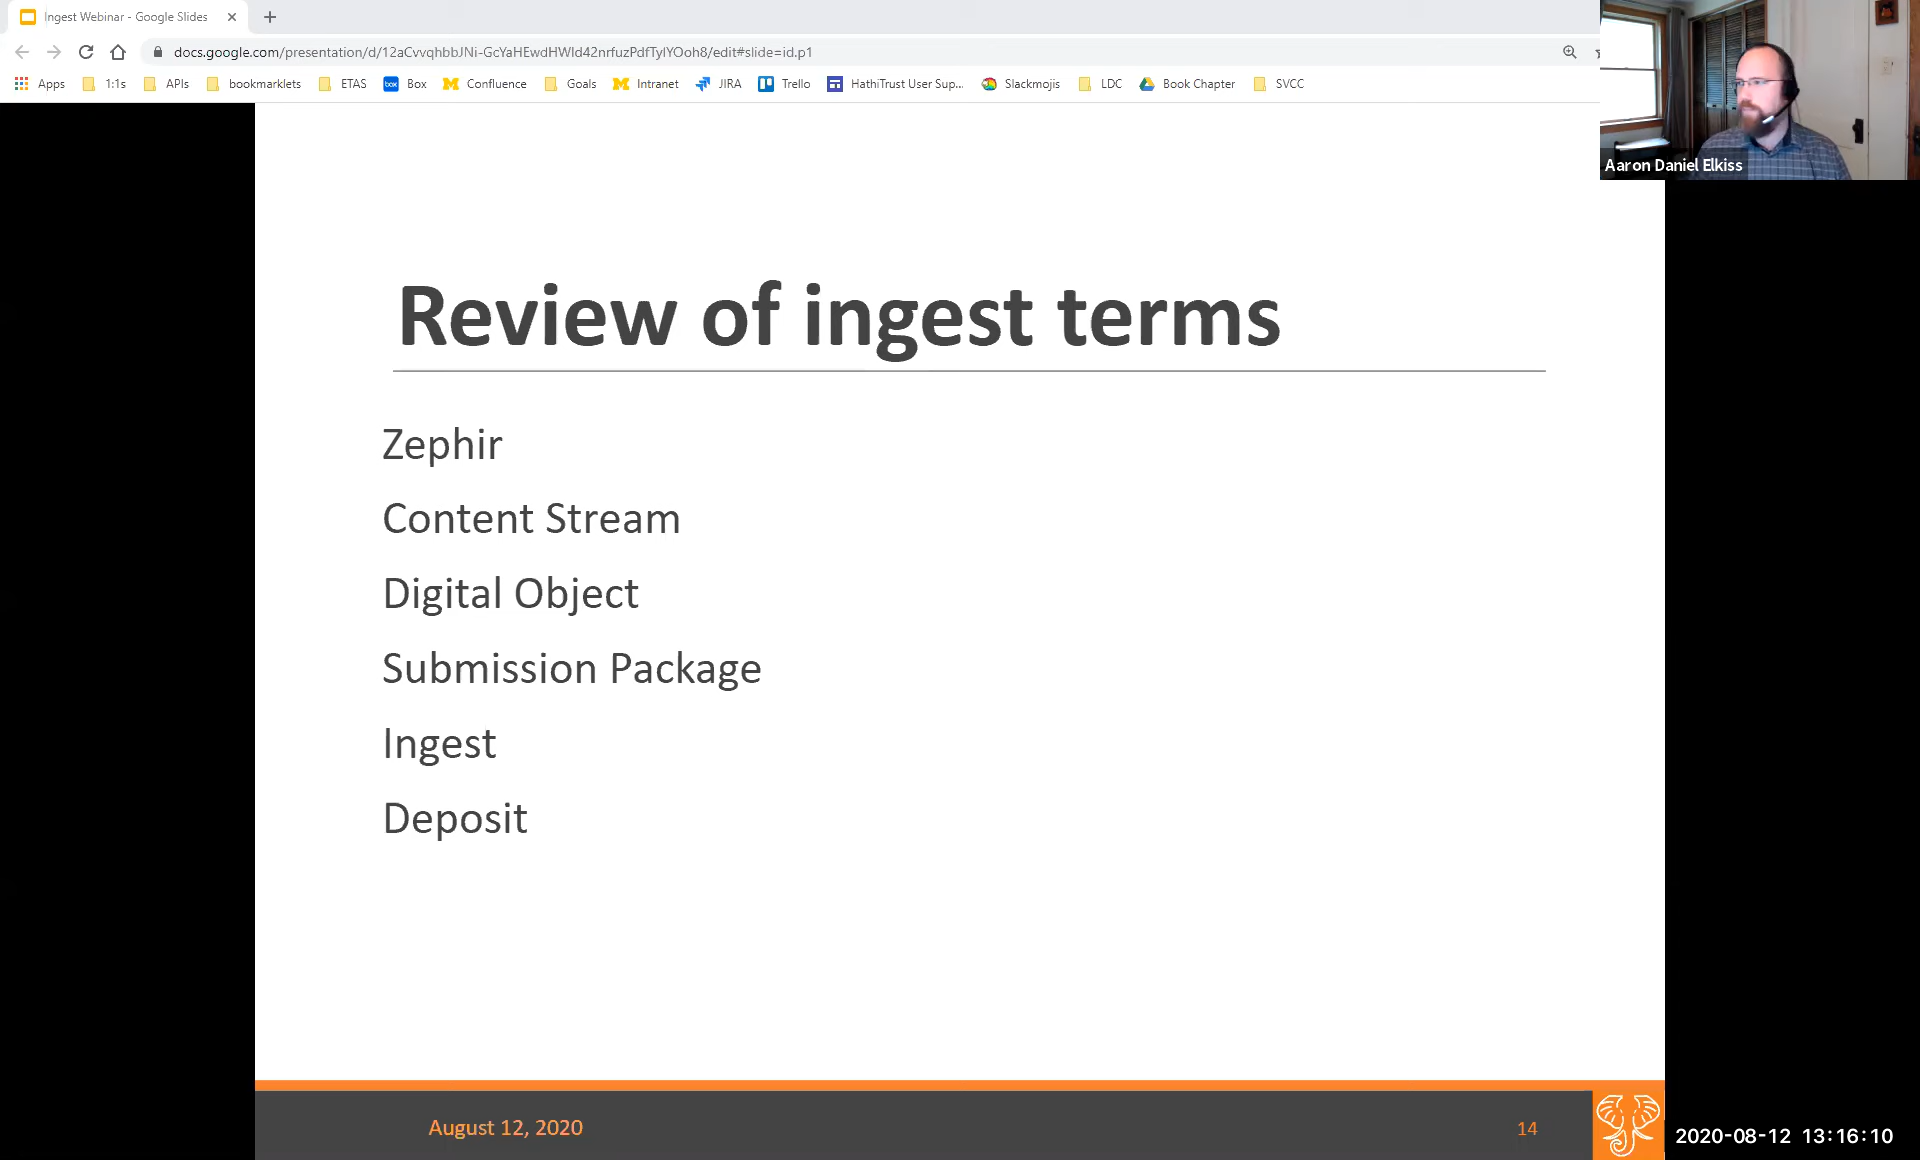 Ingest Webinar - Google Slides
docs.google.com/presentation/d/12aCvvqhbbJNi-GcYaHEwdHWId42nrfuzPdfTylYOoh8/edit#slide=id.p1
Apps 1:1s APIs bookmarklets ETAS box Box Confluence Goals Intranet JIRA Trello HathiTrust User Sup... Slackmojis LDC Book Chapter SVCC
Aaron Daniel Elkiss
Review of ingest terms
Zephir
Content Stream
Digital Object
Submission Package
Ingest
Deposit
August 12, 2020
14
2020-08-12 13:16:10